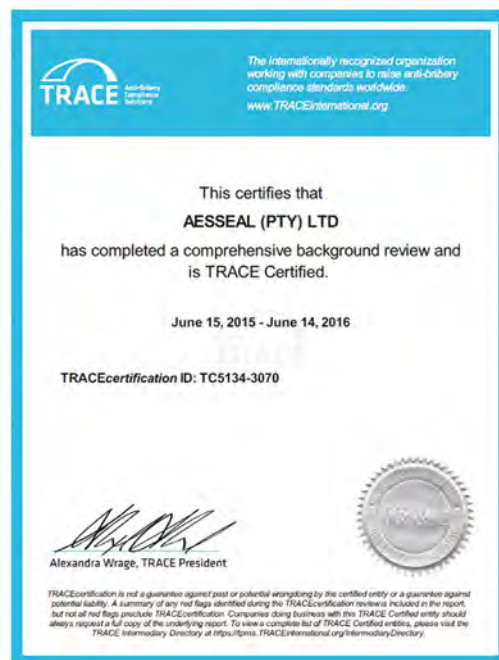 TRACE Anti-Bribery
Compliance
Solutions
The internationally recognized organization
working with companies to raise anti-bribery
compliance standards worldwide.
www.TRACEinternational.org
This certifies that
AESSEAL (PTY) LTD
has completed a comprehensive background review and
is TRACE Certified.
June 15, 2015 - June 14, 2016
TRACEcertification ID: TC5134-3070
Alexandra Wrage, TRACE President
TRACEcertification is not a guarantee against past or potential wrongdoing by the certified entity or a guarantee against
potential liability. A summary of any red flags identified during the TRACEcertification review is included in the report,
but not all red flags preclude TRACEcertification. Companies doing business with this TRACE Certified entity should
always request a full copy of the underlying report. To view a complete list of TRACE Certified entities, please visit the
TRACE Intermediary Directory at https://tpms.TRACEinternational.org/IntermediaryDirectory.